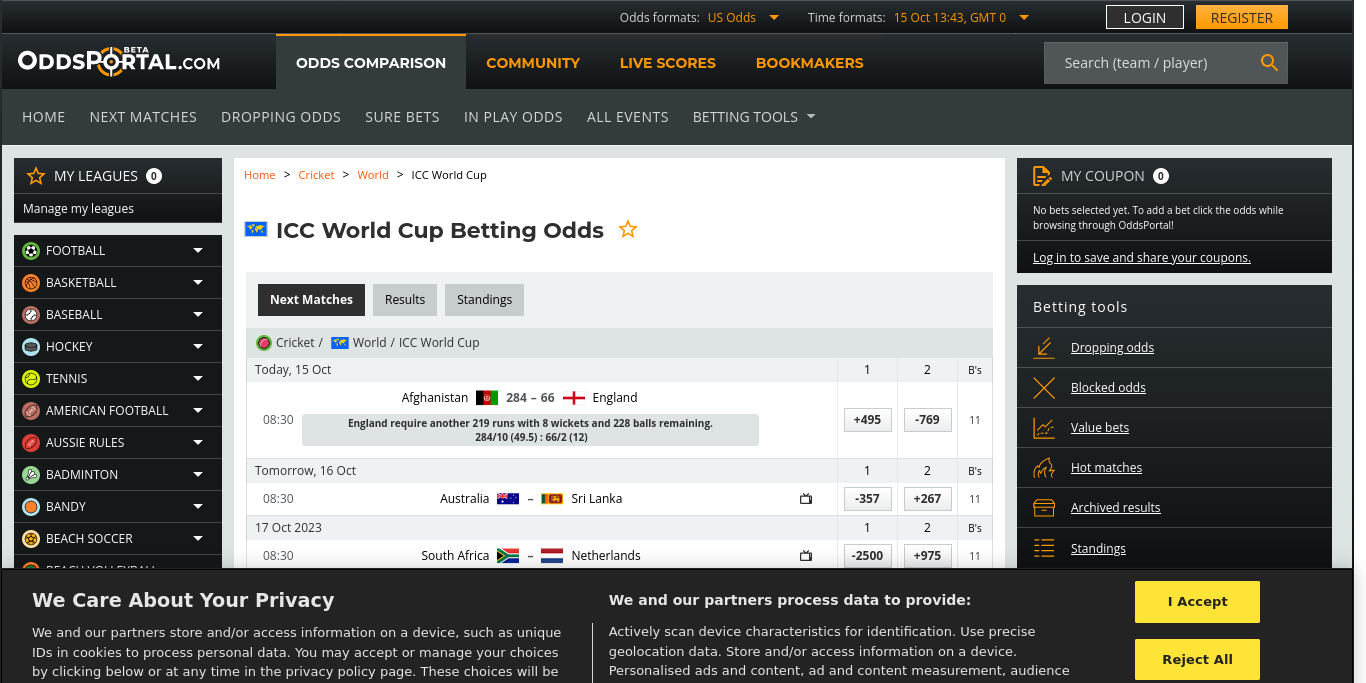 Odds formats: US Odds
Time formats: 15 Oct 13:43, GMT 0
LOGIN
REGISTER
ODDSPORTAL.COM
BETA
ODDS COMPARISON
COMMUNITY
LIVE SCORES
BOOKMAKERS
Search (team / player)
HOME
NEXT MATCHES
DROPPING ODDS
SURE BETS
IN PLAY ODDS
ALL EVENTS
BETTING TOOLS
MY LEAGUES 0
Manage my leagues
FOOTBALL
BASKETBALL
BASEBALL
HOCKEY
TENNIS
AMERICAN FOOTBALL
AUSSIE RULES
BADMINTON
BANDY
BEACH SOCCER
BEACH VOLLEYBALL
Home > Cricket > World > ICC World Cup
ICC World Cup Betting Odds
Next Matches
Results
Standings
Cricket / World / ICC World Cup
Today, 15 Oct 1 2 B's
Afghanistan 284 – 66 England
08:30 +495 -769 11
England require another 219 runs with 8 wickets and 228 balls remaining.
284/10 (49.5) : 66/2 (12)
Tomorrow, 16 Oct 1 2 B's
08:30 Australia – Sri Lanka -357 +267 11
17 Oct 2023 1 2 B's
08:30 South Africa – Netherlands -2500 +975 11
MY COUPON 0
No bets selected yet. To add a bet click the odds while
browsing through OddsPortal!
Log in to save and share your coupons.
Betting tools
Dropping odds
Blocked odds
Value bets
Hot matches
Archived results
Standings
We Care About Your Privacy
We and our partners store and/or access information on a device, such as unique
IDs in cookies to process personal data. You may accept or manage your choices
by clicking below or at any time in the privacy policy page. These choices will be
We and our partners process data to provide:
Actively scan device characteristics for identification. Use precise
geolocation data. Store and/or access information on a device.
Personalised ads and content, ad and content measurement, audience
I Accept
Reject All